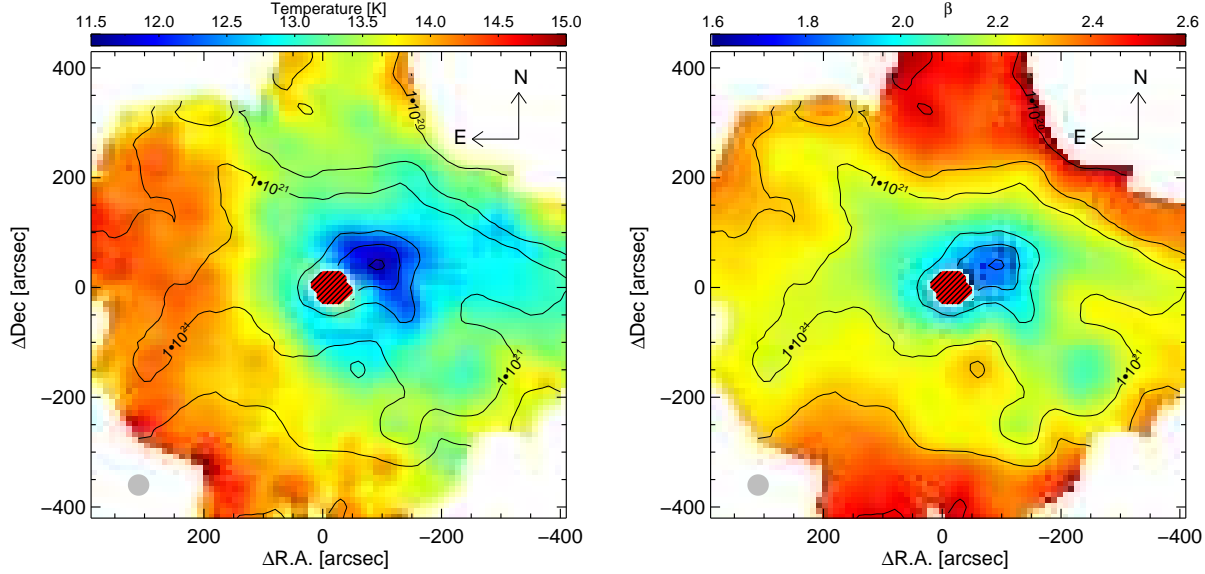 Temperature [K]
11.5 12.0 12.5 13.0 13.5 14.0 14.5 15.0
400
200
0
−200
−400
ΔDec [arcsec]
N
E
1•10²⁰
1•10²¹
1•10²¹
1•10²¹
200 0 −200 −400
ΔR.A. [arcsec]
β
1.6 1.8 2.0 2.2 2.4 2.6
400
200
0
−200
−400
ΔDec [arcsec]
N
E
1•10²⁰
1•10²¹
1•10²¹
1•10²¹
200 0 −200 −400
ΔR.A. [arcsec]